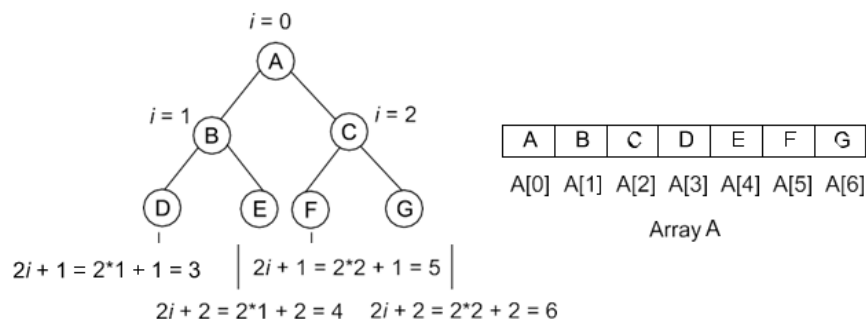 i = 0
A
i = 1
B
C
i = 2
D
E
F
G
2i + 1 = 2*1 + 1 = 3
2i + 1 = 2*2 + 1 = 5
2i + 2 = 2*1 + 2 = 4
2i + 2 = 2*2 + 2 = 6
A B C D E F G
A[0] A[1] A[2] A[3] A[4] A[5] A[6]
Array A